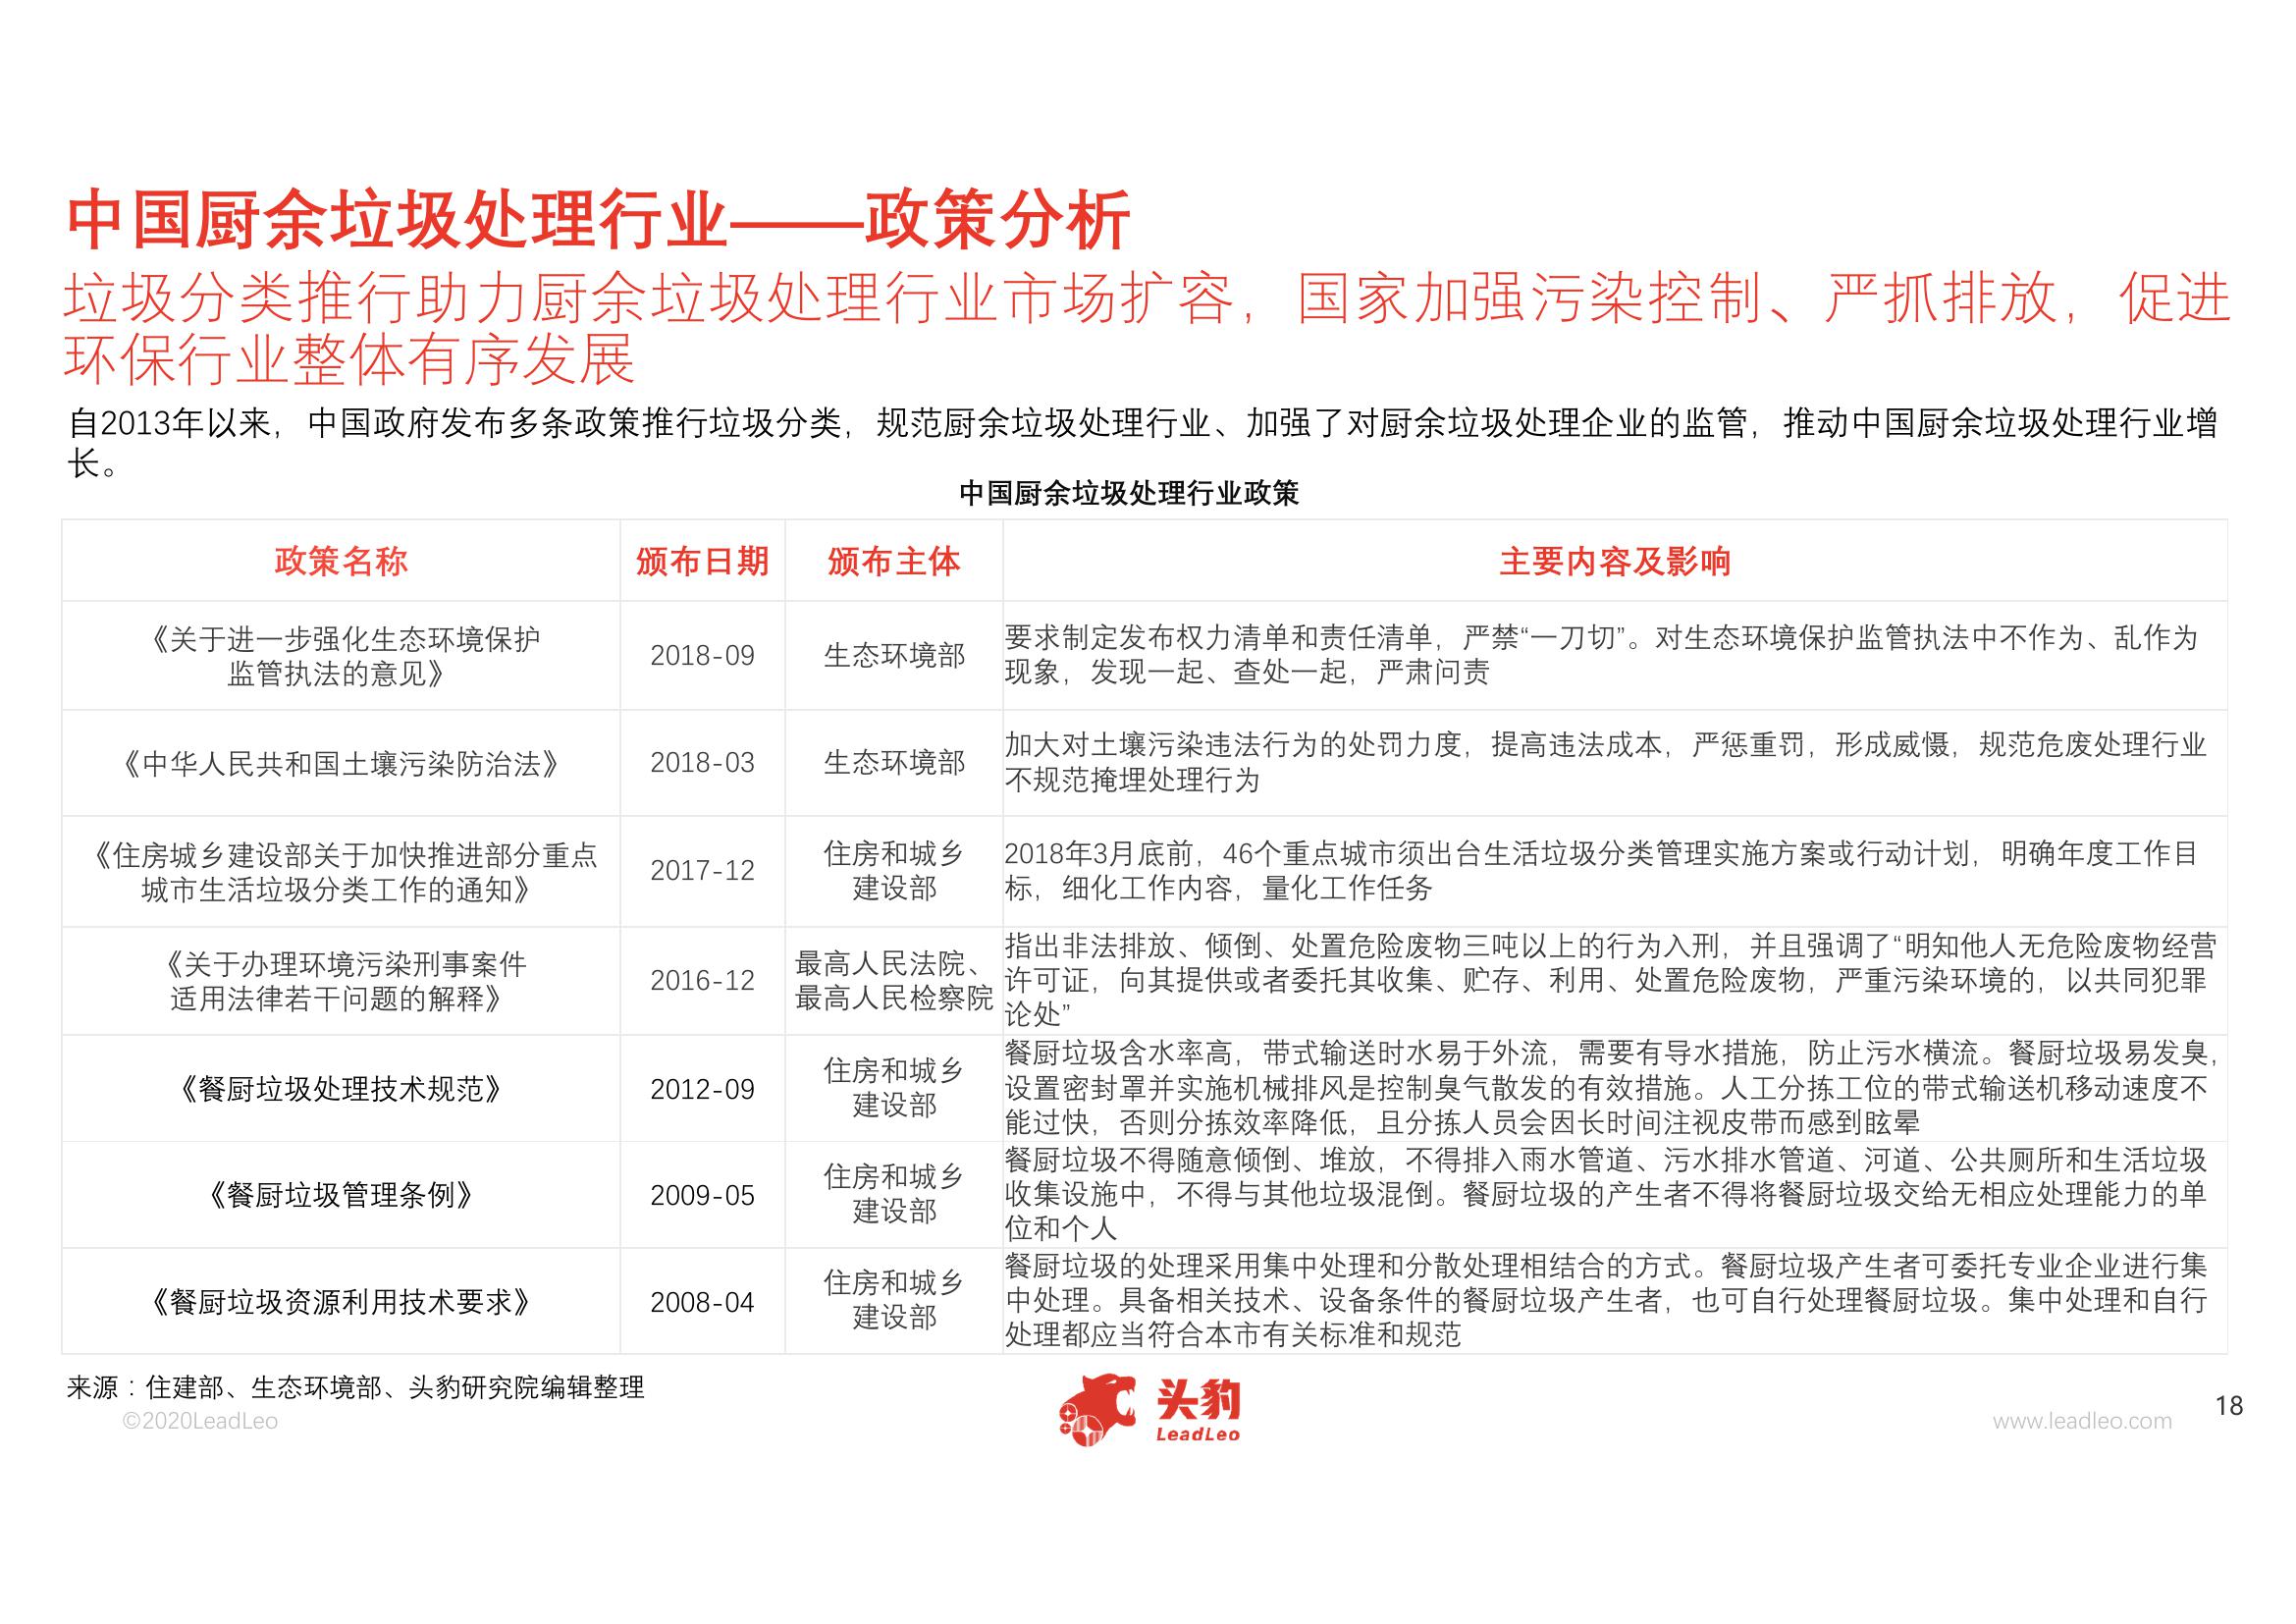 中国厨余垃圾处理行业——政策分析
垃圾分类推行助力厨余垃圾处理行业市场扩容，国家加强污染控制、严抓排放，促进
环保行业整体有序发展
自2013年以来，中国政府发布多条政策推行垃圾分类，规范厨余垃圾处理行业、加强了对厨余垃圾处理企业的监管，推动中国厨余垃圾处理行业增
长。
中国厨余垃圾处理行业政策
政策名称 颁布日期 颁布主体 主要内容及影响
《关于进一步强化生态环境保护
监管执法的意见》
2018-09
生态环境部
要求制定发布权力清单和责任清单，严禁“一刀切”。对生态环境保护监管执法中不作为、乱作为
现象，发现一起、查处一起，严肃问责
《中华人民共和国土壤污染防治法》
2018-03
生态环境部
加大对土壤污染违法行为的处罚力度，提高违法成本，严惩重罚，形成威慑，规范危废处理行业
不规范掩埋处理行为
《住房城乡建设部关于加快推进部分重点
城市生活垃圾分类工作的通知》
2017-12
住房和城乡
建设部
2018年3月底前，46个重点城市须出台生活垃圾分类管理实施方案或行动计划，明确年度工作目
标，细化工作内容，量化工作任务
《关于办理环境污染刑事案件
适用法律若干问题的解释》
2016-12
最高人民法院、
最高人民检察院
指出非法排放、倾倒、处置危险废物三吨以上的行为入刑，并且强调了“明知他人无危险废物经营
许可证，向其提供或者委托其收集、贮存、利用、处置危险废物，严重污染环境的，以共同犯罪
论处”
《餐厨垃圾处理技术规范》
2012-09
住房和城乡
建设部
餐厨垃圾含水率高，带式输送时水易于外流，需要有导水措施，防止污水横流。餐厨垃圾易发臭，
设置密封罩并实施机械排风是控制臭气散发的有效措施。人工分拣工位的带式输送机移动速度不
能过快，否则分拣效率降低，且分拣人员会因长时间注视皮带而感到眩晕
《餐厨垃圾管理条例》
2009-05
住房和城乡
建设部
餐厨垃圾不得随意倾倒、堆放，不得排入雨水管道、污水排水管道、河道、公共厕所和生活垃圾
收集设施中，不得与其他垃圾混倒。餐厨垃圾的产生者不得将餐厨垃圾交给无相应处理能力的单
位和个人
《餐厨垃圾资源利用技术要求》
2008-04
住房和城乡
建设部
餐厨垃圾的处理采用集中处理和分散处理相结合的方式。餐厨垃圾产生者可委托专业企业进行集
中处理。具备相关技术、设备条件的餐厨垃圾产生者，也可自行处理餐厨垃圾。集中处理和自行
处理都应当符合本市有关标准和规范
来源：住建部、生态环境部、头豹研究院编辑整理
©2020LeadLeo
头豹
LeadLeo
www.leadleo.com
18